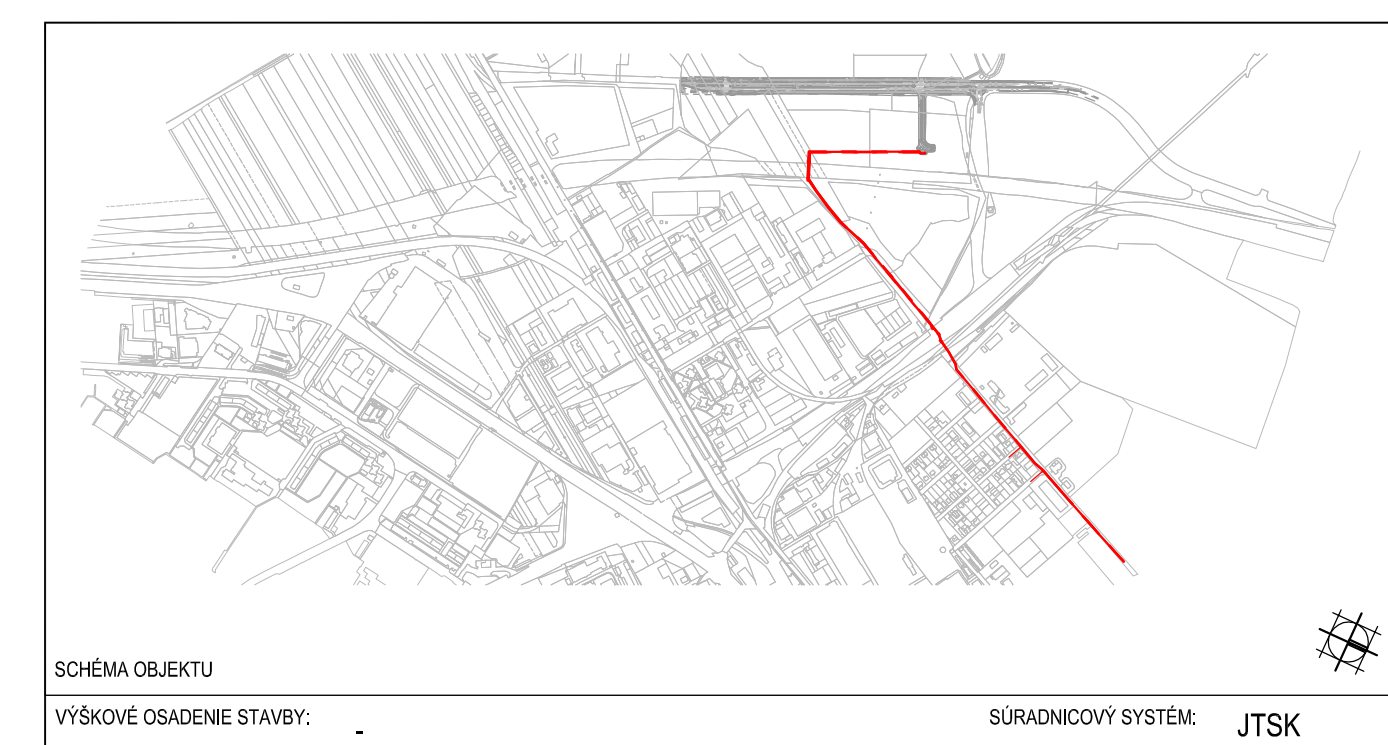 SCHÉMA OBJEKTU
VÝŠKOVÉ OSADENIE STAVBY: -
SÚRADNICOVÝ SYSTÉM: JTSK